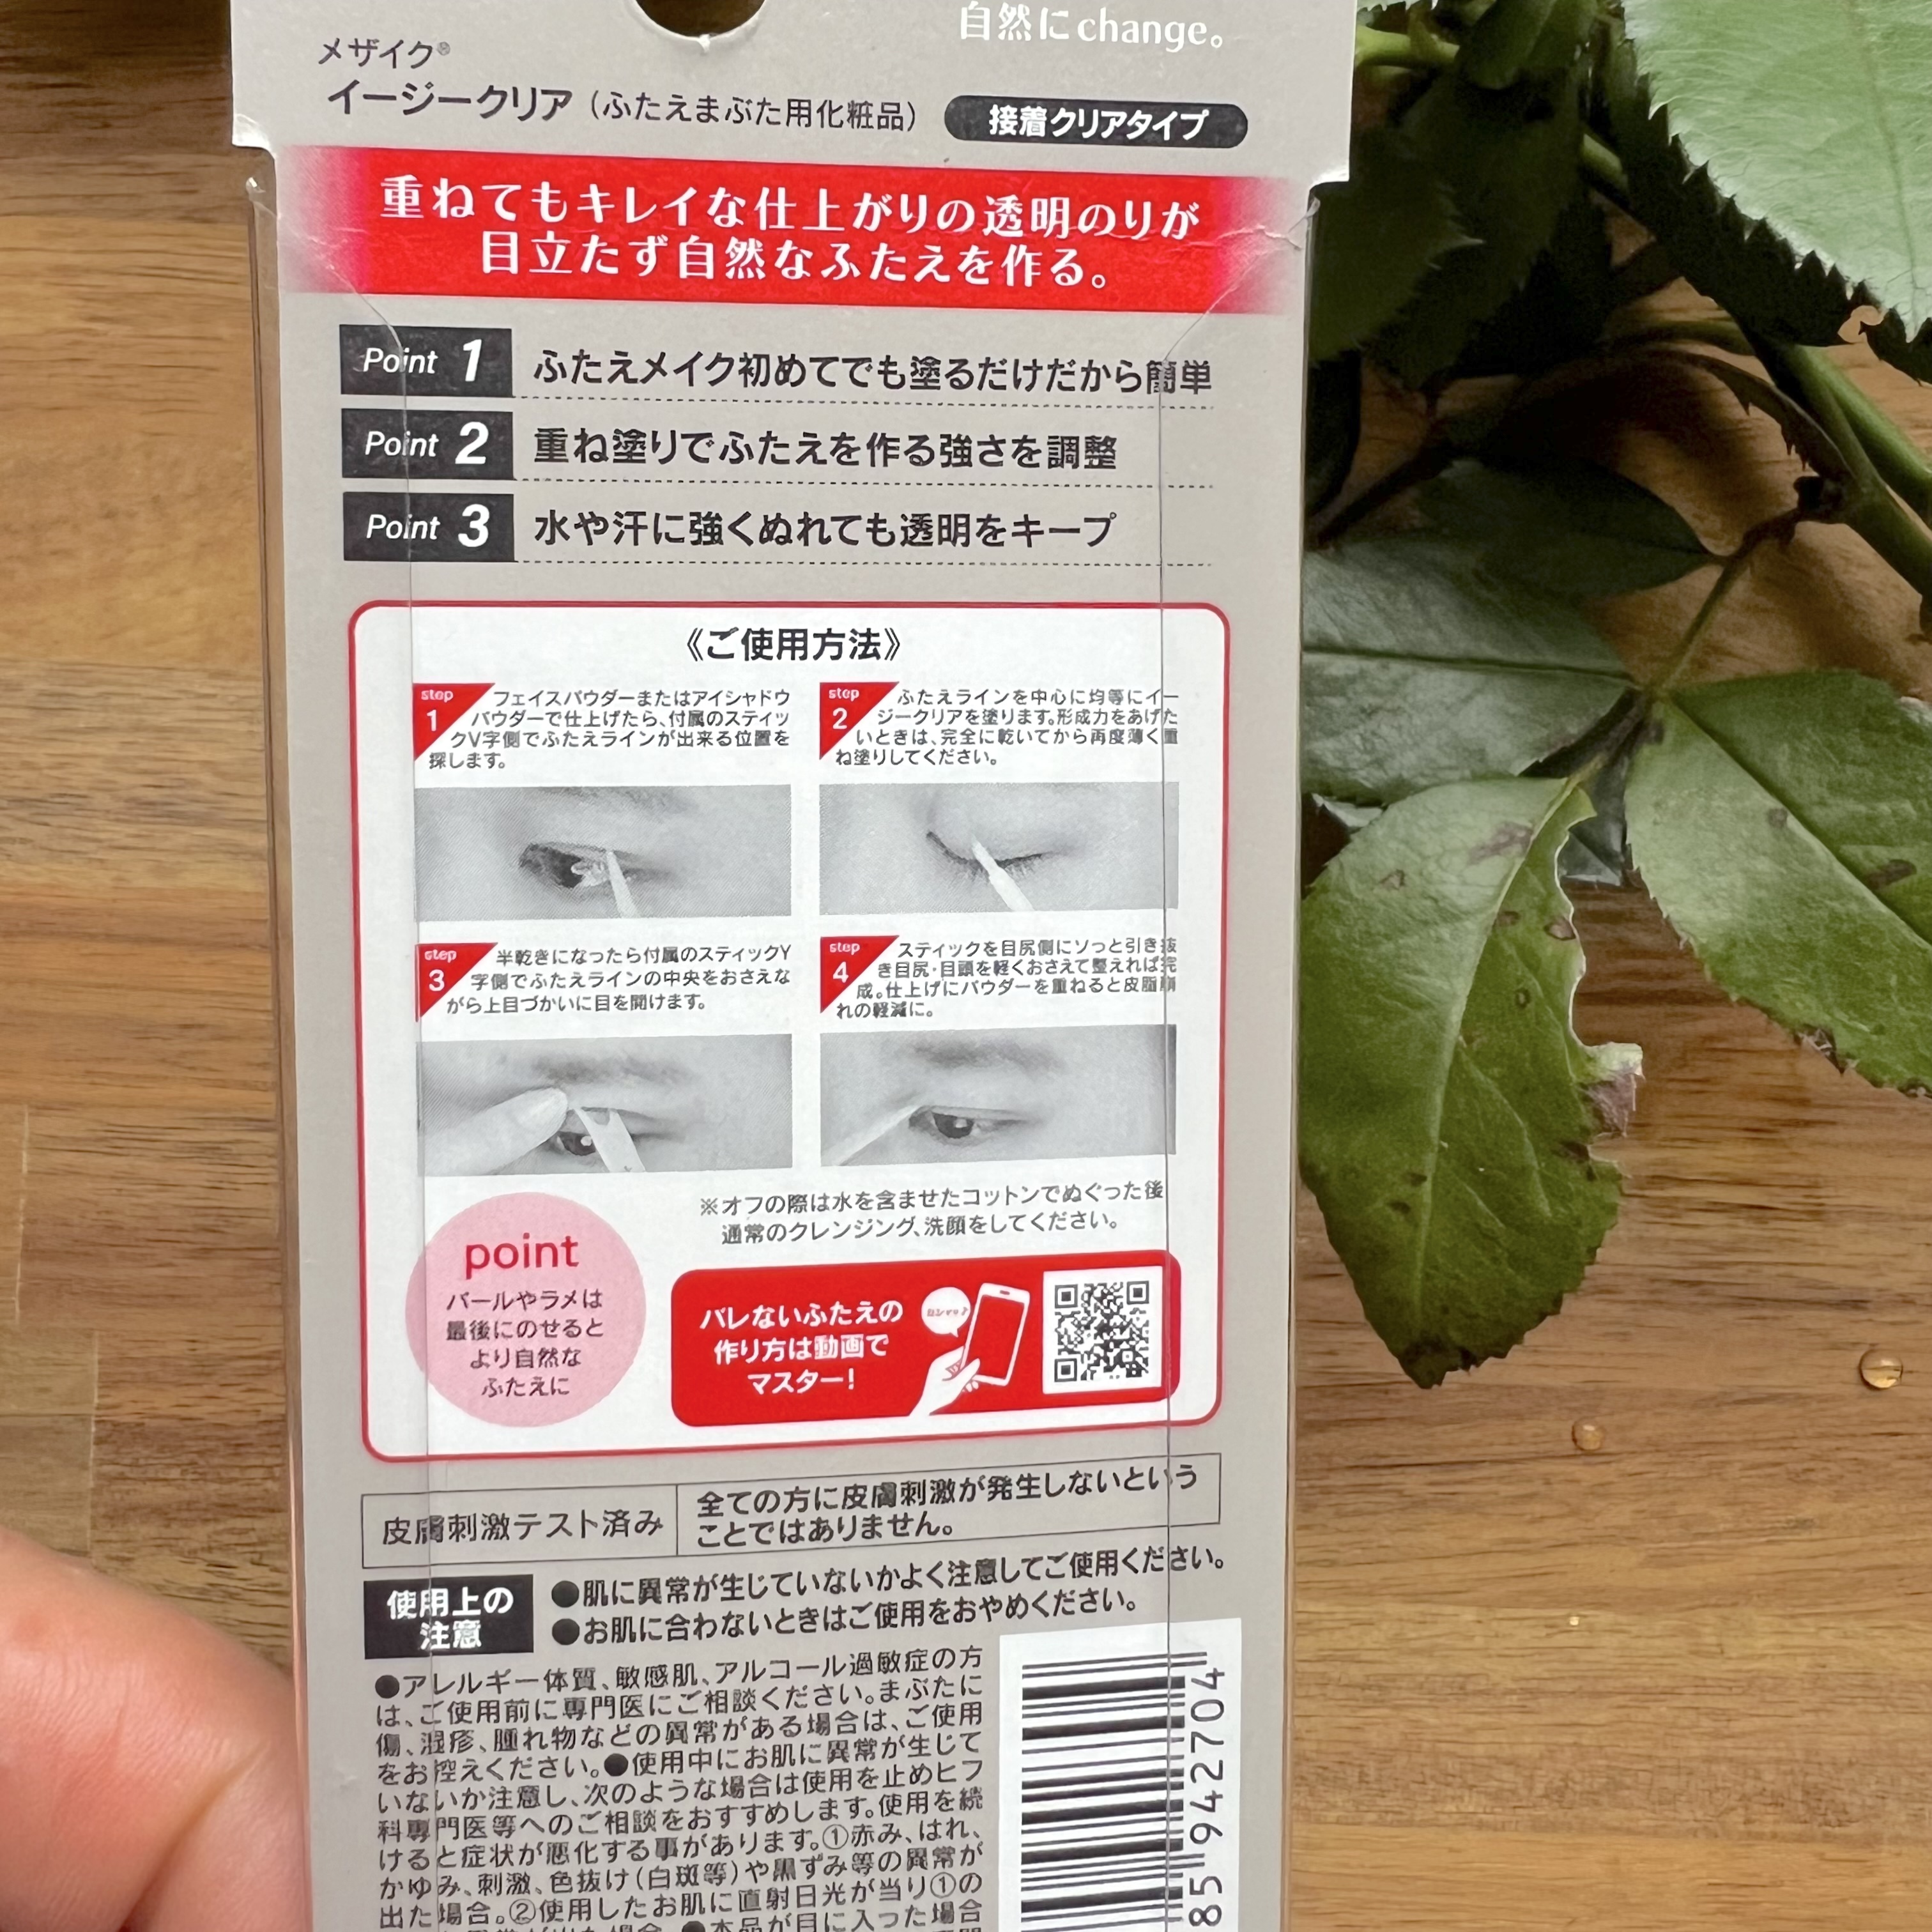 自然にchange。
メザイク®
イージークリア（ふたえまぶた用化粧品）
接着クリアタイプ
重ねてもキレイな仕上がりの透明のりが
目立たず自然なふたえを作る。
Point 1 ふたえメイク初めてでも塗るだけだから簡単
Point 2 重ね塗りでふたえを作る強さを調整
Point 3 水や汗に強くぬれても透明をキープ
《ご使用方法》
step 1
フェイスパウダーまたはアイシャドウ
パウダーで仕上げたら、付属のスティッ
クV字側でふたえラインが出来る位置を
探します。
step 2
ふたえラインを中心に均等にイー
ジークリアを塗ります。形成力をあげた
いときは、完全に乾いてから再度薄く重
ね塗りしてください。
step 3
半乾きになったら付属のスティックY
字側でふたえラインの中央をおさえな
がら上目づかいに目を開けます。
step 4
スティックを目尻側にソっと引き抜
き目尻・目頭を軽くおさえて整えれば完
成。仕上げにパウダーを重ねると皮脂崩
れの軽減に。
※オフの際は水を含ませたコットンでぬぐった後
通常のクレンジング、洗顔をしてください。
point
パールやラメは
最後にのせると
より自然な
ふたえに
バレないふたえの
作り方は動画で
マスター！
皮膚刺激テスト済み
全ての方に皮膚刺激が発生しないという
ことではありません。
使用上の
注意
●肌に異常が生じていないかよく注意してご使用ください。
●お肌に合わないときはご使用をおやめください。
●アレルギー体質、敏感肌、アルコール過敏症の方
は、ご使用前に専門医にご相談ください。まぶたに
傷、湿疹、腫れ物などの異常がある場合は、ご使用
をお控えください。●使用中にお肌に異常が生じて
いないか注意し、次のような場合は使用を止めヒフ
科専門医等へのご相談をおすすめします。使用を続
けると症状が悪化する事があります。①赤み、はれ、
かゆみ、刺激、色抜け（白斑等）や黒ずみ等の異常が
出た場合。②使用したお肌に直射日光が当り①の
●本品が目に入った場合
85 942704